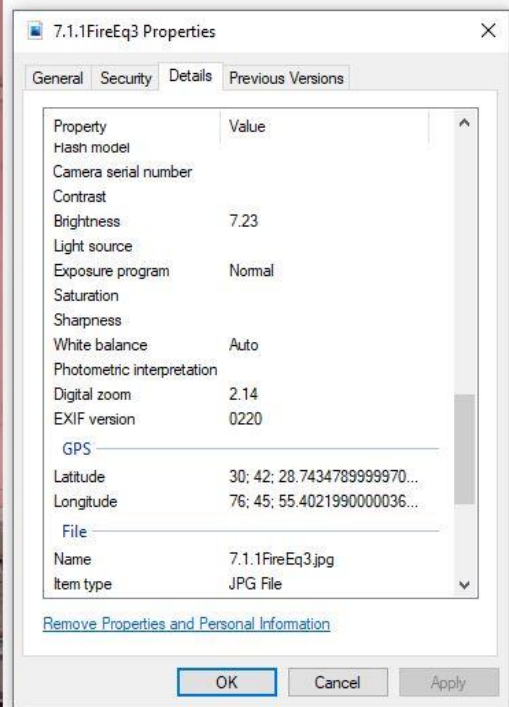 7.1.1FireEq3 Properties
General Security Details Previous Versions
Property Value
Flash model
Camera serial number
Contrast
Brightness 7.23
Light source
Exposure program Normal
Saturation
Sharpness
White balance Auto
Photometric interpretation
Digital zoom 2.14
EXIF version 0220
GPS
Latitude 30; 42; 28.7434789999970...
Longitude 76; 45; 55.4021990000036...
File
Name 7.1.1FireEq3.jpg
Item type JPG File
Remove Properties and Personal Information
OK Cancel Apply